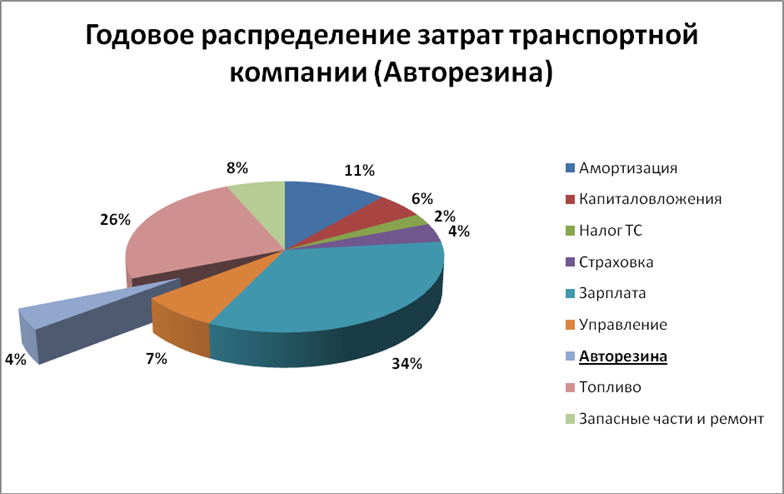 Годовое распределение затрат транспортной
компании (Авторезина)
8%
11%
6%
2%
4%
26%
4%
7%
34%
Амортизация
Капиталовложения
Налог ТС
Страховка
Зарплата
Управление
Авторезина
Топливо
Запасные части и ремонт